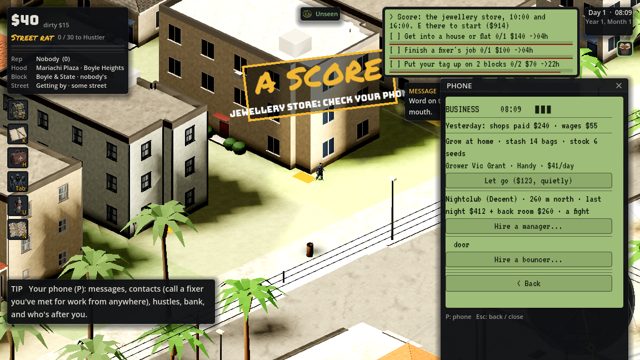 $40 dirty $15
STREET RAT 0 / 30 to Hustler
Rep Nobody (0)
Hood Mariachi Plaza · Boyle Heights
Block Boyle & State · nobody's
Street Getting by · some street
Tab
Unseen
> Score: the jewellery store, 10:00 and
16:00. E there to start ($914)
[ ] Get into a house or flat 0/1 $140 ->04h
[ ] Finish a fixer's job 0/1 $100 ->04h
[ ] Put your tag up on 2 blocks 0/2 $70 ->22h
Day 1 · 08:09
Year 1, Month 1
A SCORE
JEWELLERY STORE: CHECK YOUR PHO
MESSAGE
Word on t
mouth.
PHONE
BUSINESS 08:09
Yesterday: shops paid $240 · wages $55
Grow at home · stash 14 bags · stock 6
seeds
Grower Vic Grant · Handy · $41/day
Let go ($123, quietly)
Nightclub (Decent) · 260 m north · last
night $412 + back room $260 · a fight
Hire a manager...
door
Hire a bouncer...
< Back
P: phone Esc: back / close
TIP Your phone (P): messages, contacts (call a fixer
you've met for work from anywhere), hustles, bank,
and who's after you.